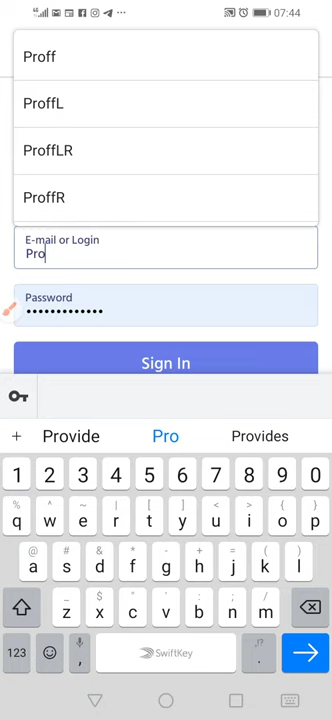 07:44
Proff
ProffL
ProffLR
ProffR
E-mail or Login
Pro
Password
•••••••••••••
Sign In
+ Provide Pro Provides
1 2 3 4 5 6 7 8 9 0
% ^ ~ | [ ] < > { }
q w e r t y u i o p
@ # & * - + = ( )
a s d f g h j k l
_ $ " ' : ; /
z x c v b n m
123 , SwiftKey ,!? .